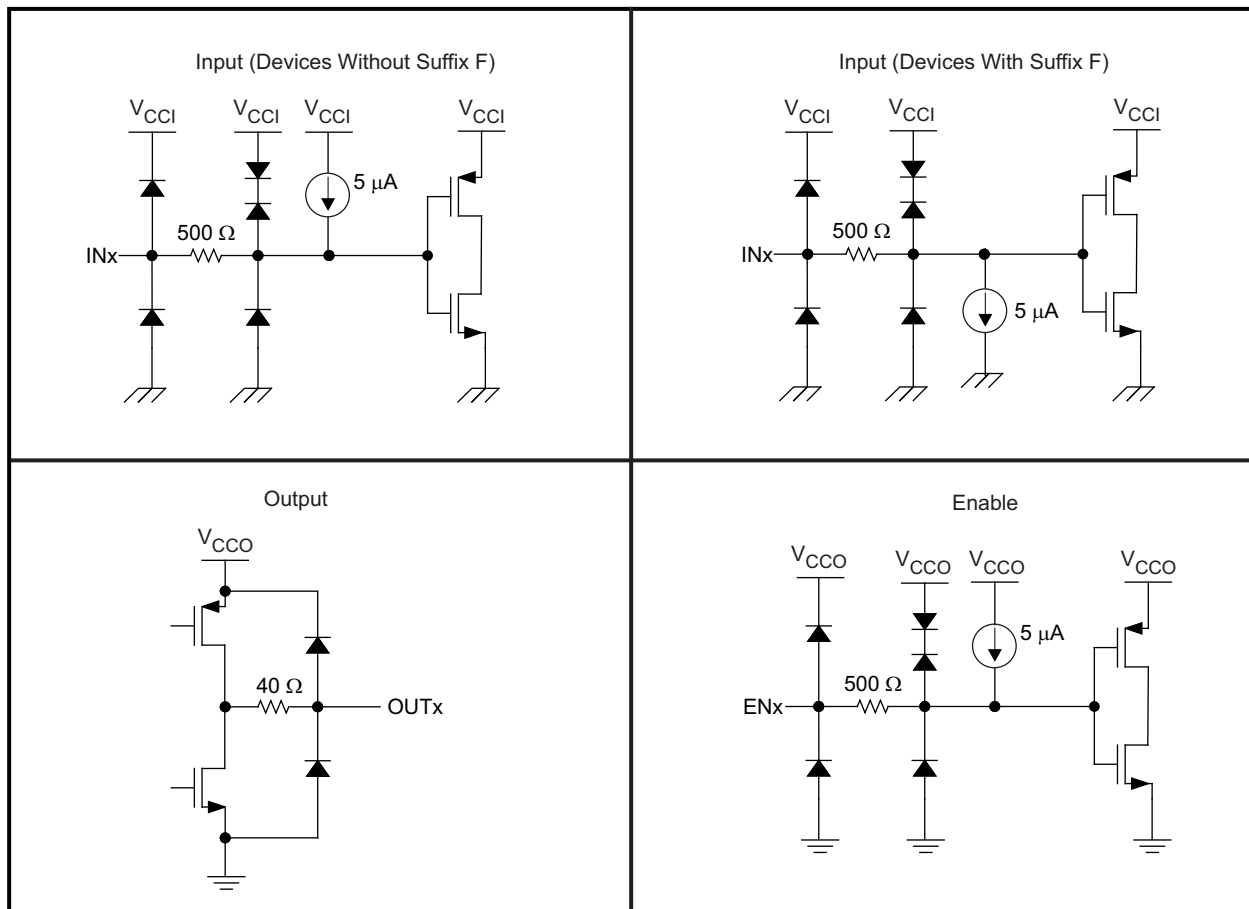 Input (Devices Without Suffix F)
VCCI VCCI VCCI VCCI
5 μA
500 Ω
INx
Input (Devices With Suffix F)
VCCI VCCI VCCI
500 Ω
INx
5 μA
Output
VCCO
40 Ω
OUTx
Enable
VCCO VCCO VCCO VCCO
5 μA
500 Ω
ENx